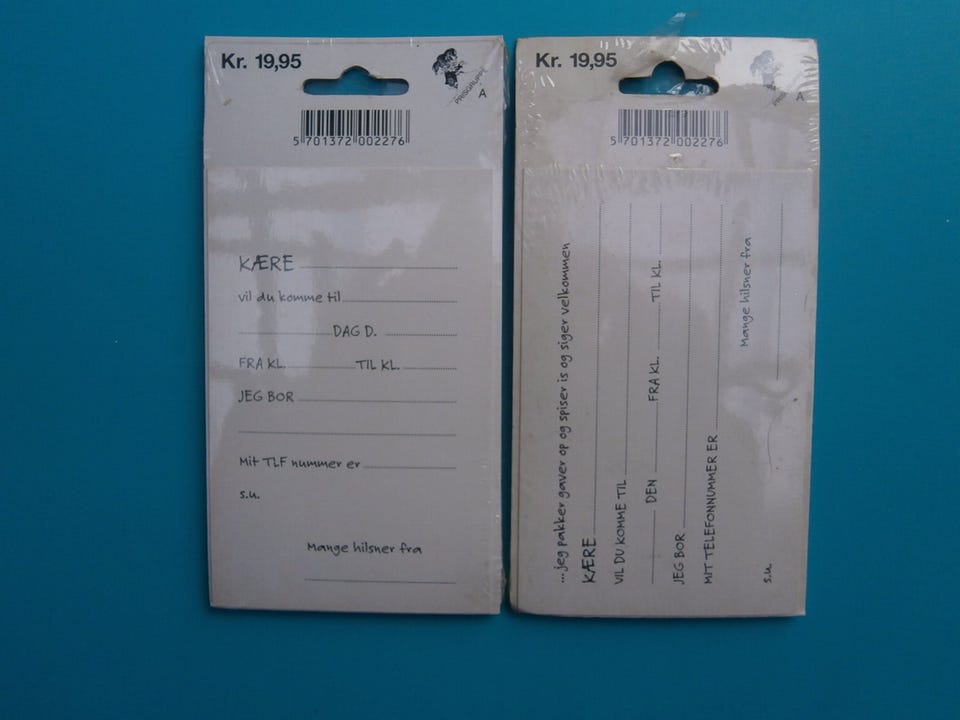 Kr. 19,95
PRISGRUPPE
A
5 701372 002276
KÆRE
vil du komme til
DAG D.
FRA KL. TIL KL.
JEG BOR
Mit TLF nummer er
s.u.
Mange hilsner fra
Kr. 19,95
PRISGRUPPE
A
5 701372 002276
...jeg pakker gaver op og spiser is og siger velkommen
KÆRE
VIL DU KOMME TIL
DEN FRA KL. TIL KL.
JEG BOR
MIT TELEFONNUMMER ER
Mange hilsner fra
s.u.